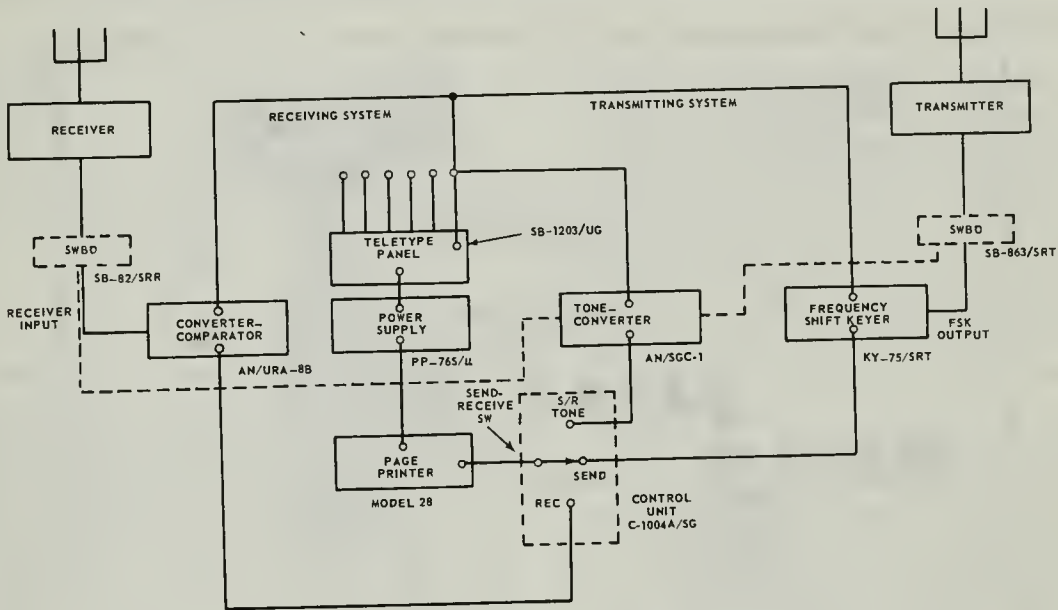 RECEIVER
RECEIVING SYSTEM
TRANSMITTING SYSTEM
TRANSMITTER
SWBD
SB-82/SRR
RECEIVER
INPUT
CONVERTER-
COMPARATOR
AN/URA-8B
TELETYPE
PANEL
SB-1203/UG
POWER
SUPPLY
PP-765/µ
TONE-
CONVERTER
AN/SGC-1
SWBD
SB-863/SRT
FREQUENCY
SHIFT KEYER
FSK
OUTPUT
KY-75/SRT
SEND-
RECEIVE
SW
S/R
TONE
PAGE
PRINTER
MODEL 28
SEND
REC
CONTROL
UNIT
C-1004A/SG